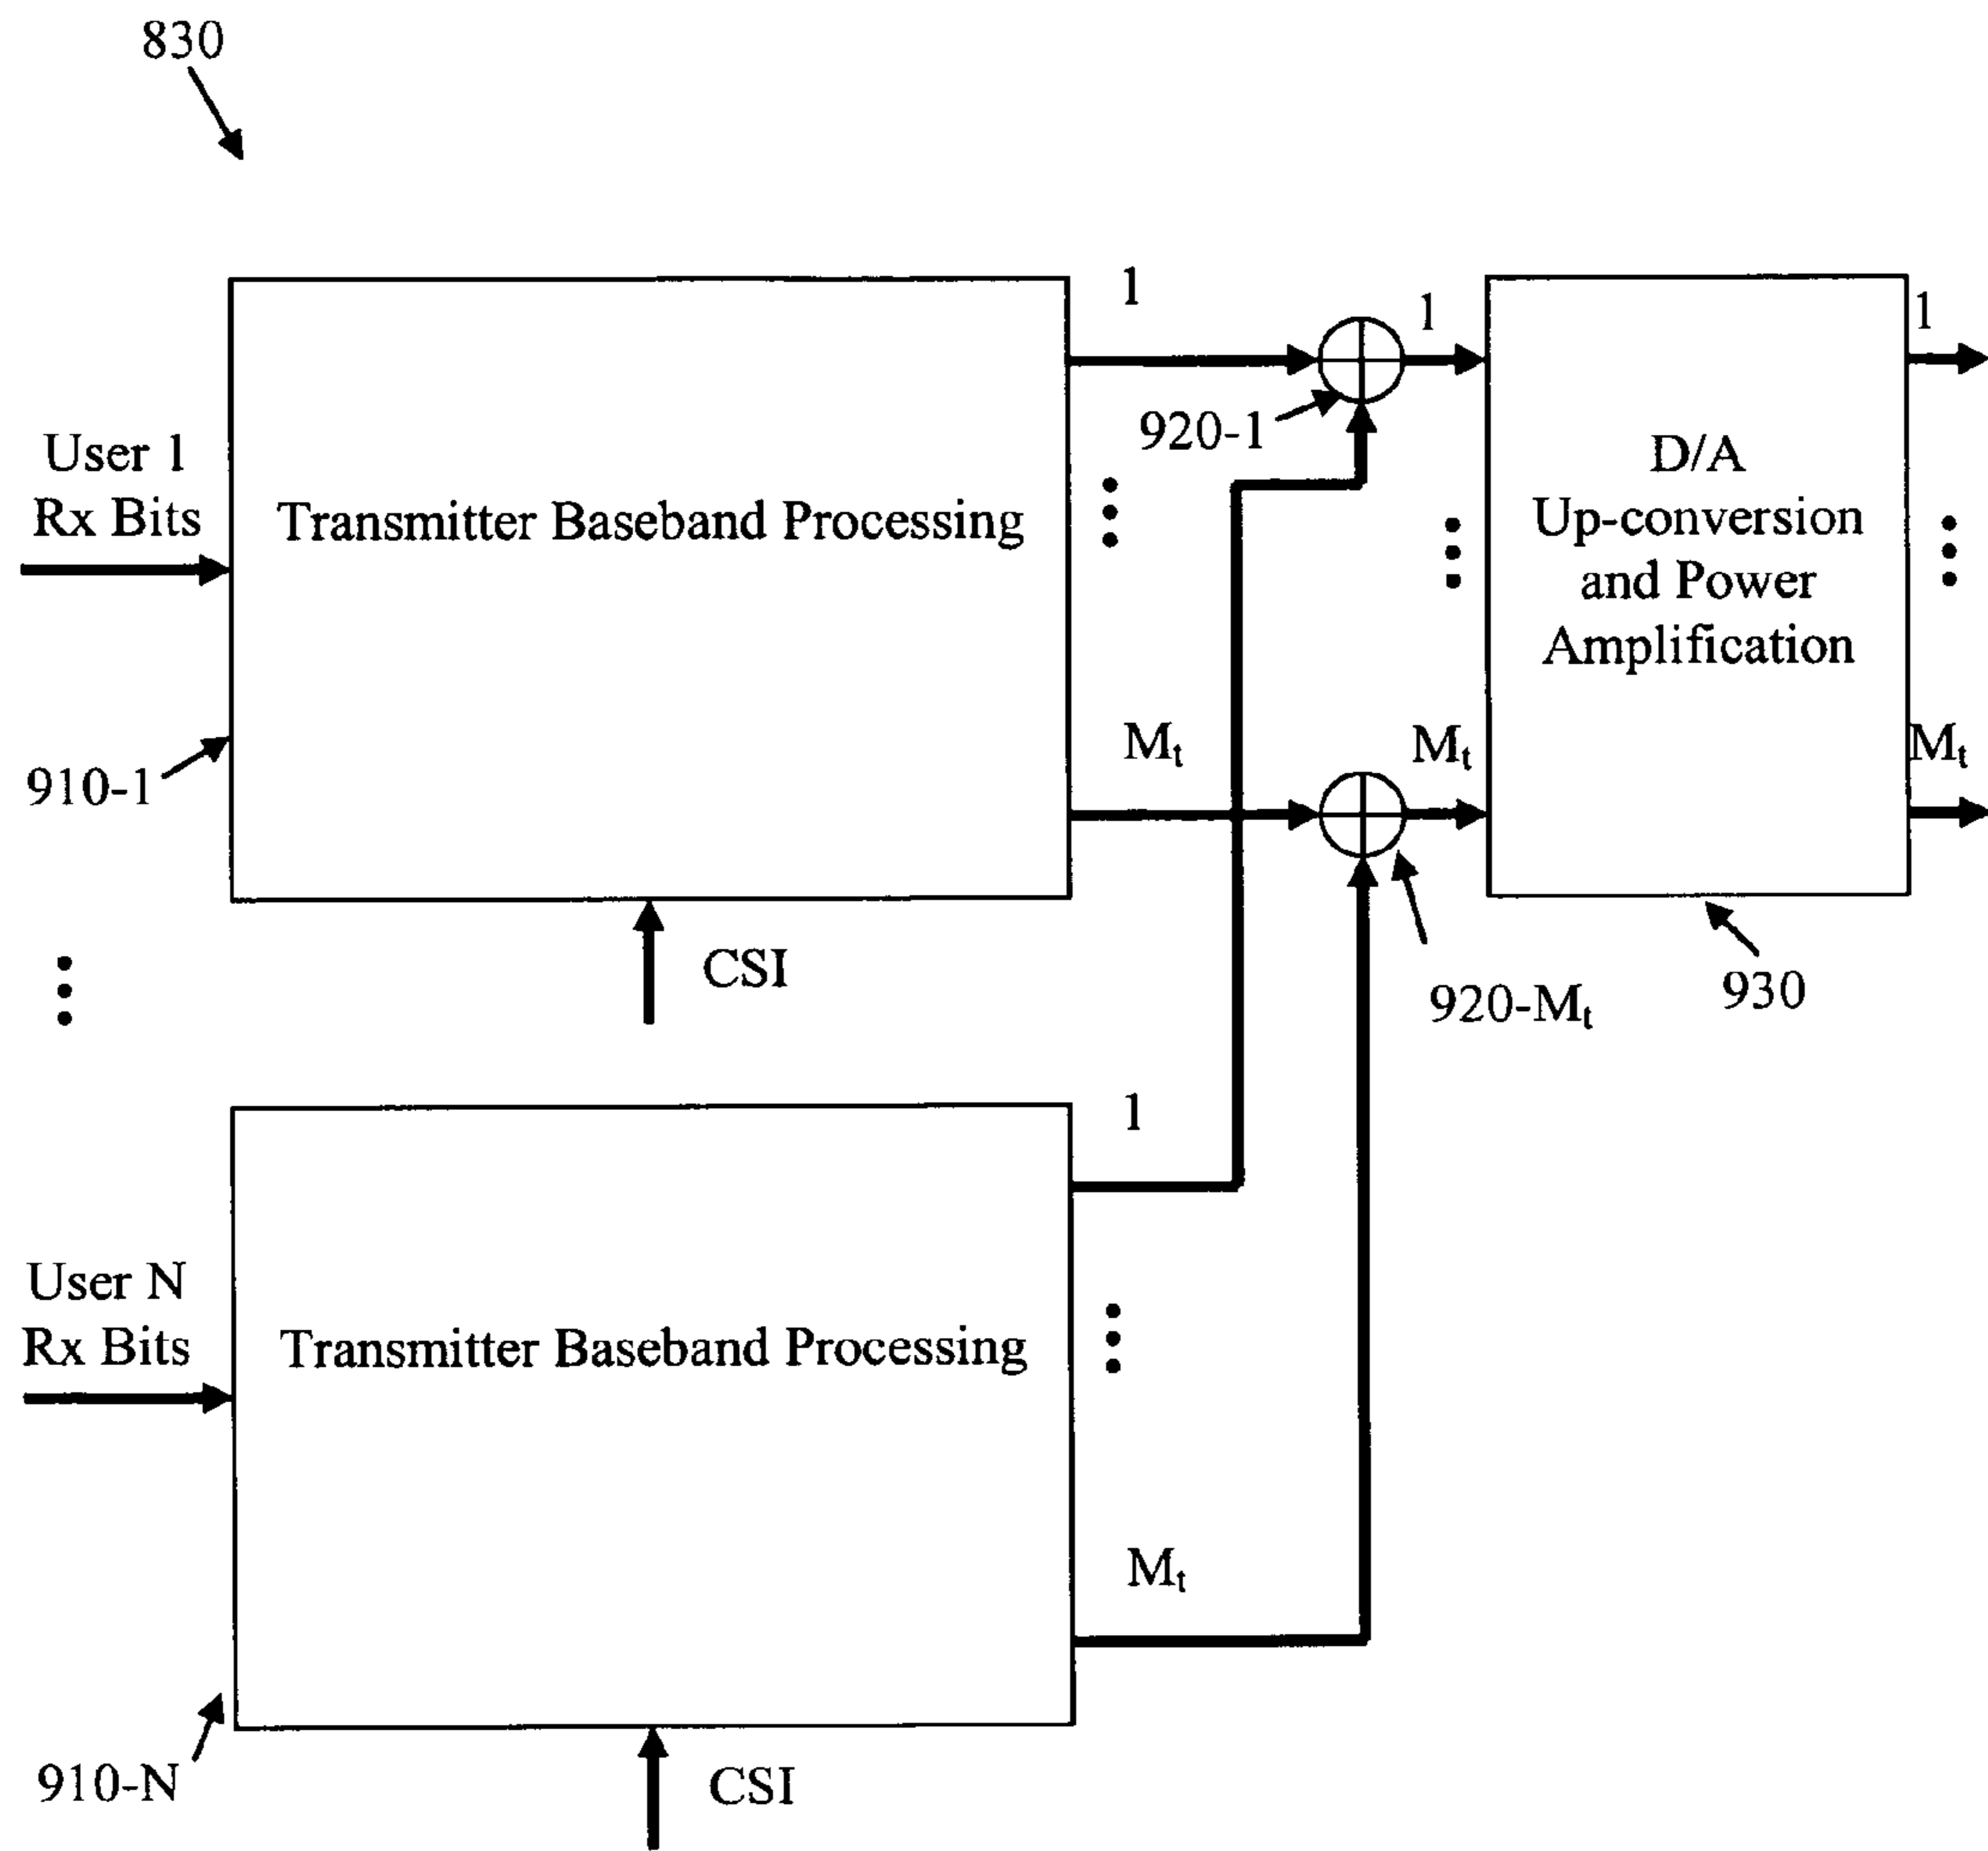 830
1
1
1
920-1
User 1
Rx Bits
Transmitter Baseband Processing
D/A
Up-conversion
and Power
Amplification
Mt
Mt
Mt
910-1
CSI
920-Mt
930
1
User N
Rx Bits
Transmitter Baseband Processing
Mt
910-N
CSI